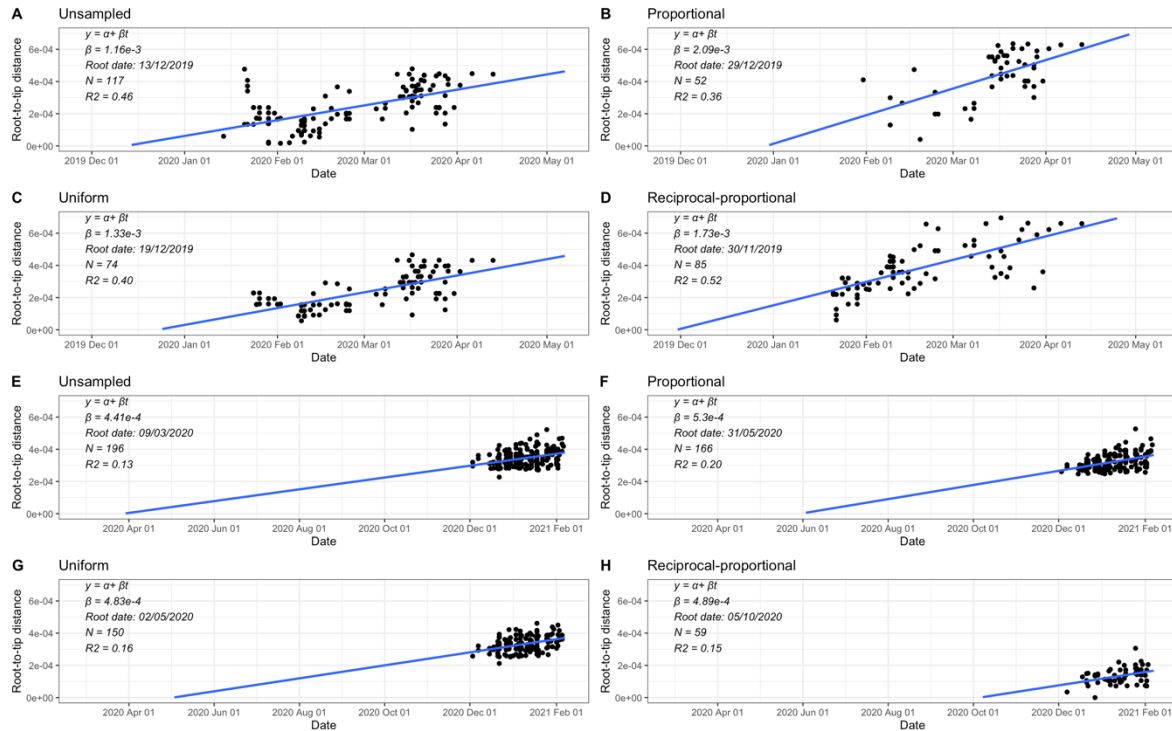 A Unsampled
6e-04
4e-04
2e-04
0e+00
Root-to-tip distance
y = α+ βt
β = 1.16e-3
Root date: 13/12/2019
N = 117
R2 = 0.46
2019 Dec 01 2020 Jan 01 2020 Feb 01 2020 Mar 01 2020 Apr 01 2020 May 01
Date
B Proportional
6e-04
4e-04
2e-04
0e+00
Root-to-tip distance
y = α+ βt
β = 2.09e-3
Root date: 29/12/2019
N = 52
R2 = 0.36
2019 Dec 01 2020 Jan 01 2020 Feb 01 2020 Mar 01 2020 Apr 01 2020 May 01
Date
C Uniform
6e-04
4e-04
2e-04
0e+00
Root-to-tip distance
y = α+ βt
β = 1.33e-3
Root date: 19/12/2019
N = 74
R2 = 0.40
2019 Dec 01 2020 Jan 01 2020 Feb 01 2020 Mar 01 2020 Apr 01 2020 May 01
Date
D Reciprocal-proportional
6e-04
4e-04
2e-04
0e+00
Root-to-tip distance
y = α+ βt
β = 1.73e-3
Root date: 30/11/2019
N = 85
R2 = 0.52
2019 Dec 01 2020 Jan 01 2020 Feb 01 2020 Mar 01 2020 Apr 01 2020 May 01
Date
E Unsampled
6e-04
4e-04
2e-04
0e+00
Root-to-tip distance
y = α+ βt
β = 4.41e-4
Root date: 09/03/2020
N = 196
R2 = 0.13
2020 Apr 01 2020 Jun 01 2020 Aug 01 2020 Oct 01 2020 Dec 01 2021 Feb 01
Date
F Proportional
6e-04
4e-04
2e-04
0e+00
Root-to-tip distance
y = α+ βt
β = 5.3e-4
Root date: 31/05/2020
N = 166
R2 = 0.20
2020 Apr 01 2020 Jun 01 2020 Aug 01 2020 Oct 01 2020 Dec 01 2021 Feb 01
Date
G Uniform
6e-04
4e-04
2e-04
0e+00
Root-to-tip distance
y = α+ βt
β = 4.83e-4
Root date: 02/05/2020
N = 150
R2 = 0.16
2020 Apr 01 2020 Jun 01 2020 Aug 01 2020 Oct 01 2020 Dec 01 2021 Feb 01
Date
H Reciprocal-proportional
6e-04
4e-04
2e-04
0e+00
Root-to-tip distance
y = α+ βt
β = 4.89e-4
Root date: 05/10/2020
N = 59
R2 = 0.15
2020 Apr 01 2020 Jun 01 2020 Aug 01 2020 Oct 01 2020 Dec 01 2021 Feb 01
Date